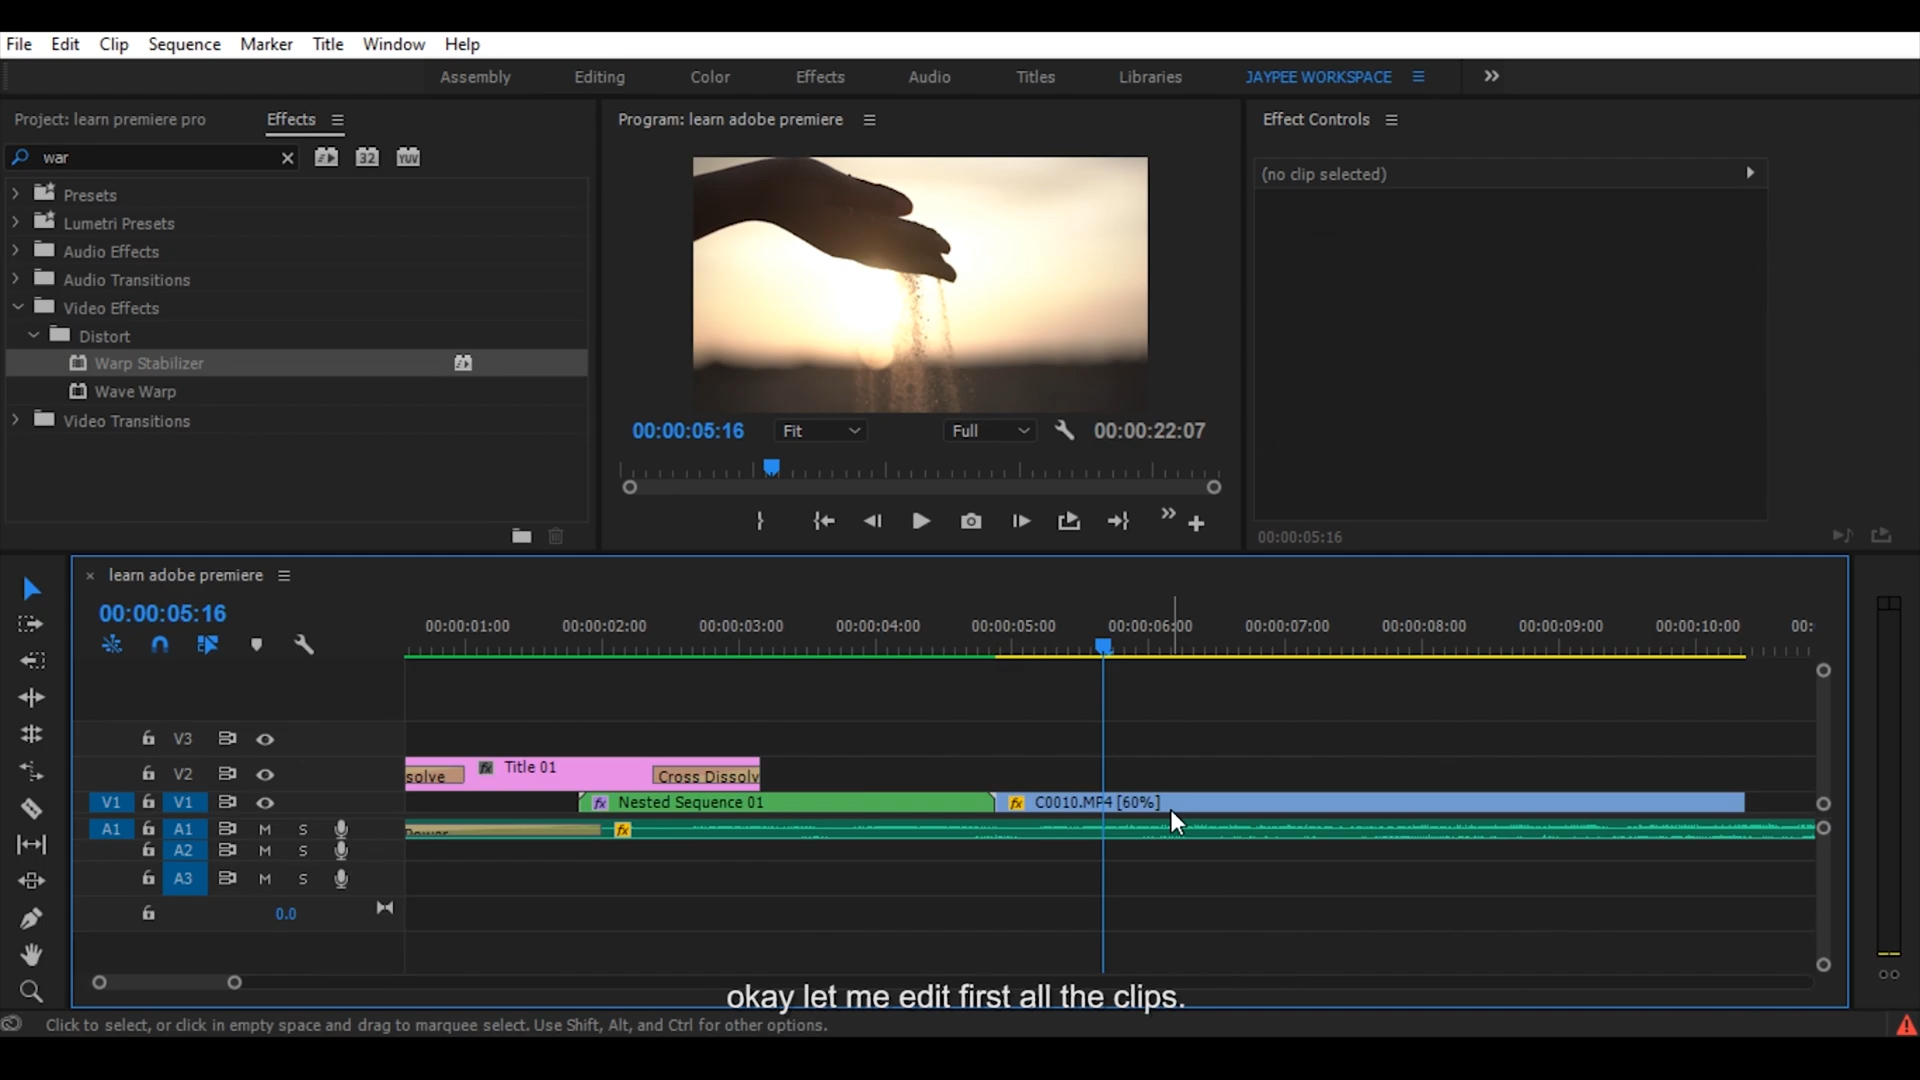 File Edit Clip Sequence Marker Title Window Help
Assembly Editing Color Effects Audio Titles Libraries JAYPEE WORKSPACE
Project: learn premiere pro Effects
war
32 YUV
Presets
Lumetri Presets
Audio Effects
Audio Transitions
Video Effects
Distort
Warp Stabilizer
Wave Warp
Video Transitions
Program: learn adobe premiere
00:00:05:16 Fit Full 00:00:22:07
Effect Controls
(no clip selected)
00:00:05:16
learn adobe premiere
00:00:05:16
00:00:01:00 00:00:02:00 00:00:03:00 00:00:04:00 00:00:05:00 00:00:06:00 00:00:07:00 00:00:08:00 00:00:09:00 00:00:10:00 00:
V3
V2 solve fx Title 01 Cross Dissolv
V1 V1 fx Nested Sequence 01 fx C0010.MP4 [60%]
A1 A1 M S Power fx
A2 M S
A3 M S
0.0
okay let me edit first all the clips.
Click to select, or click in empty space and drag to marquee select. Use Shift, Alt, and Ctrl for other options.